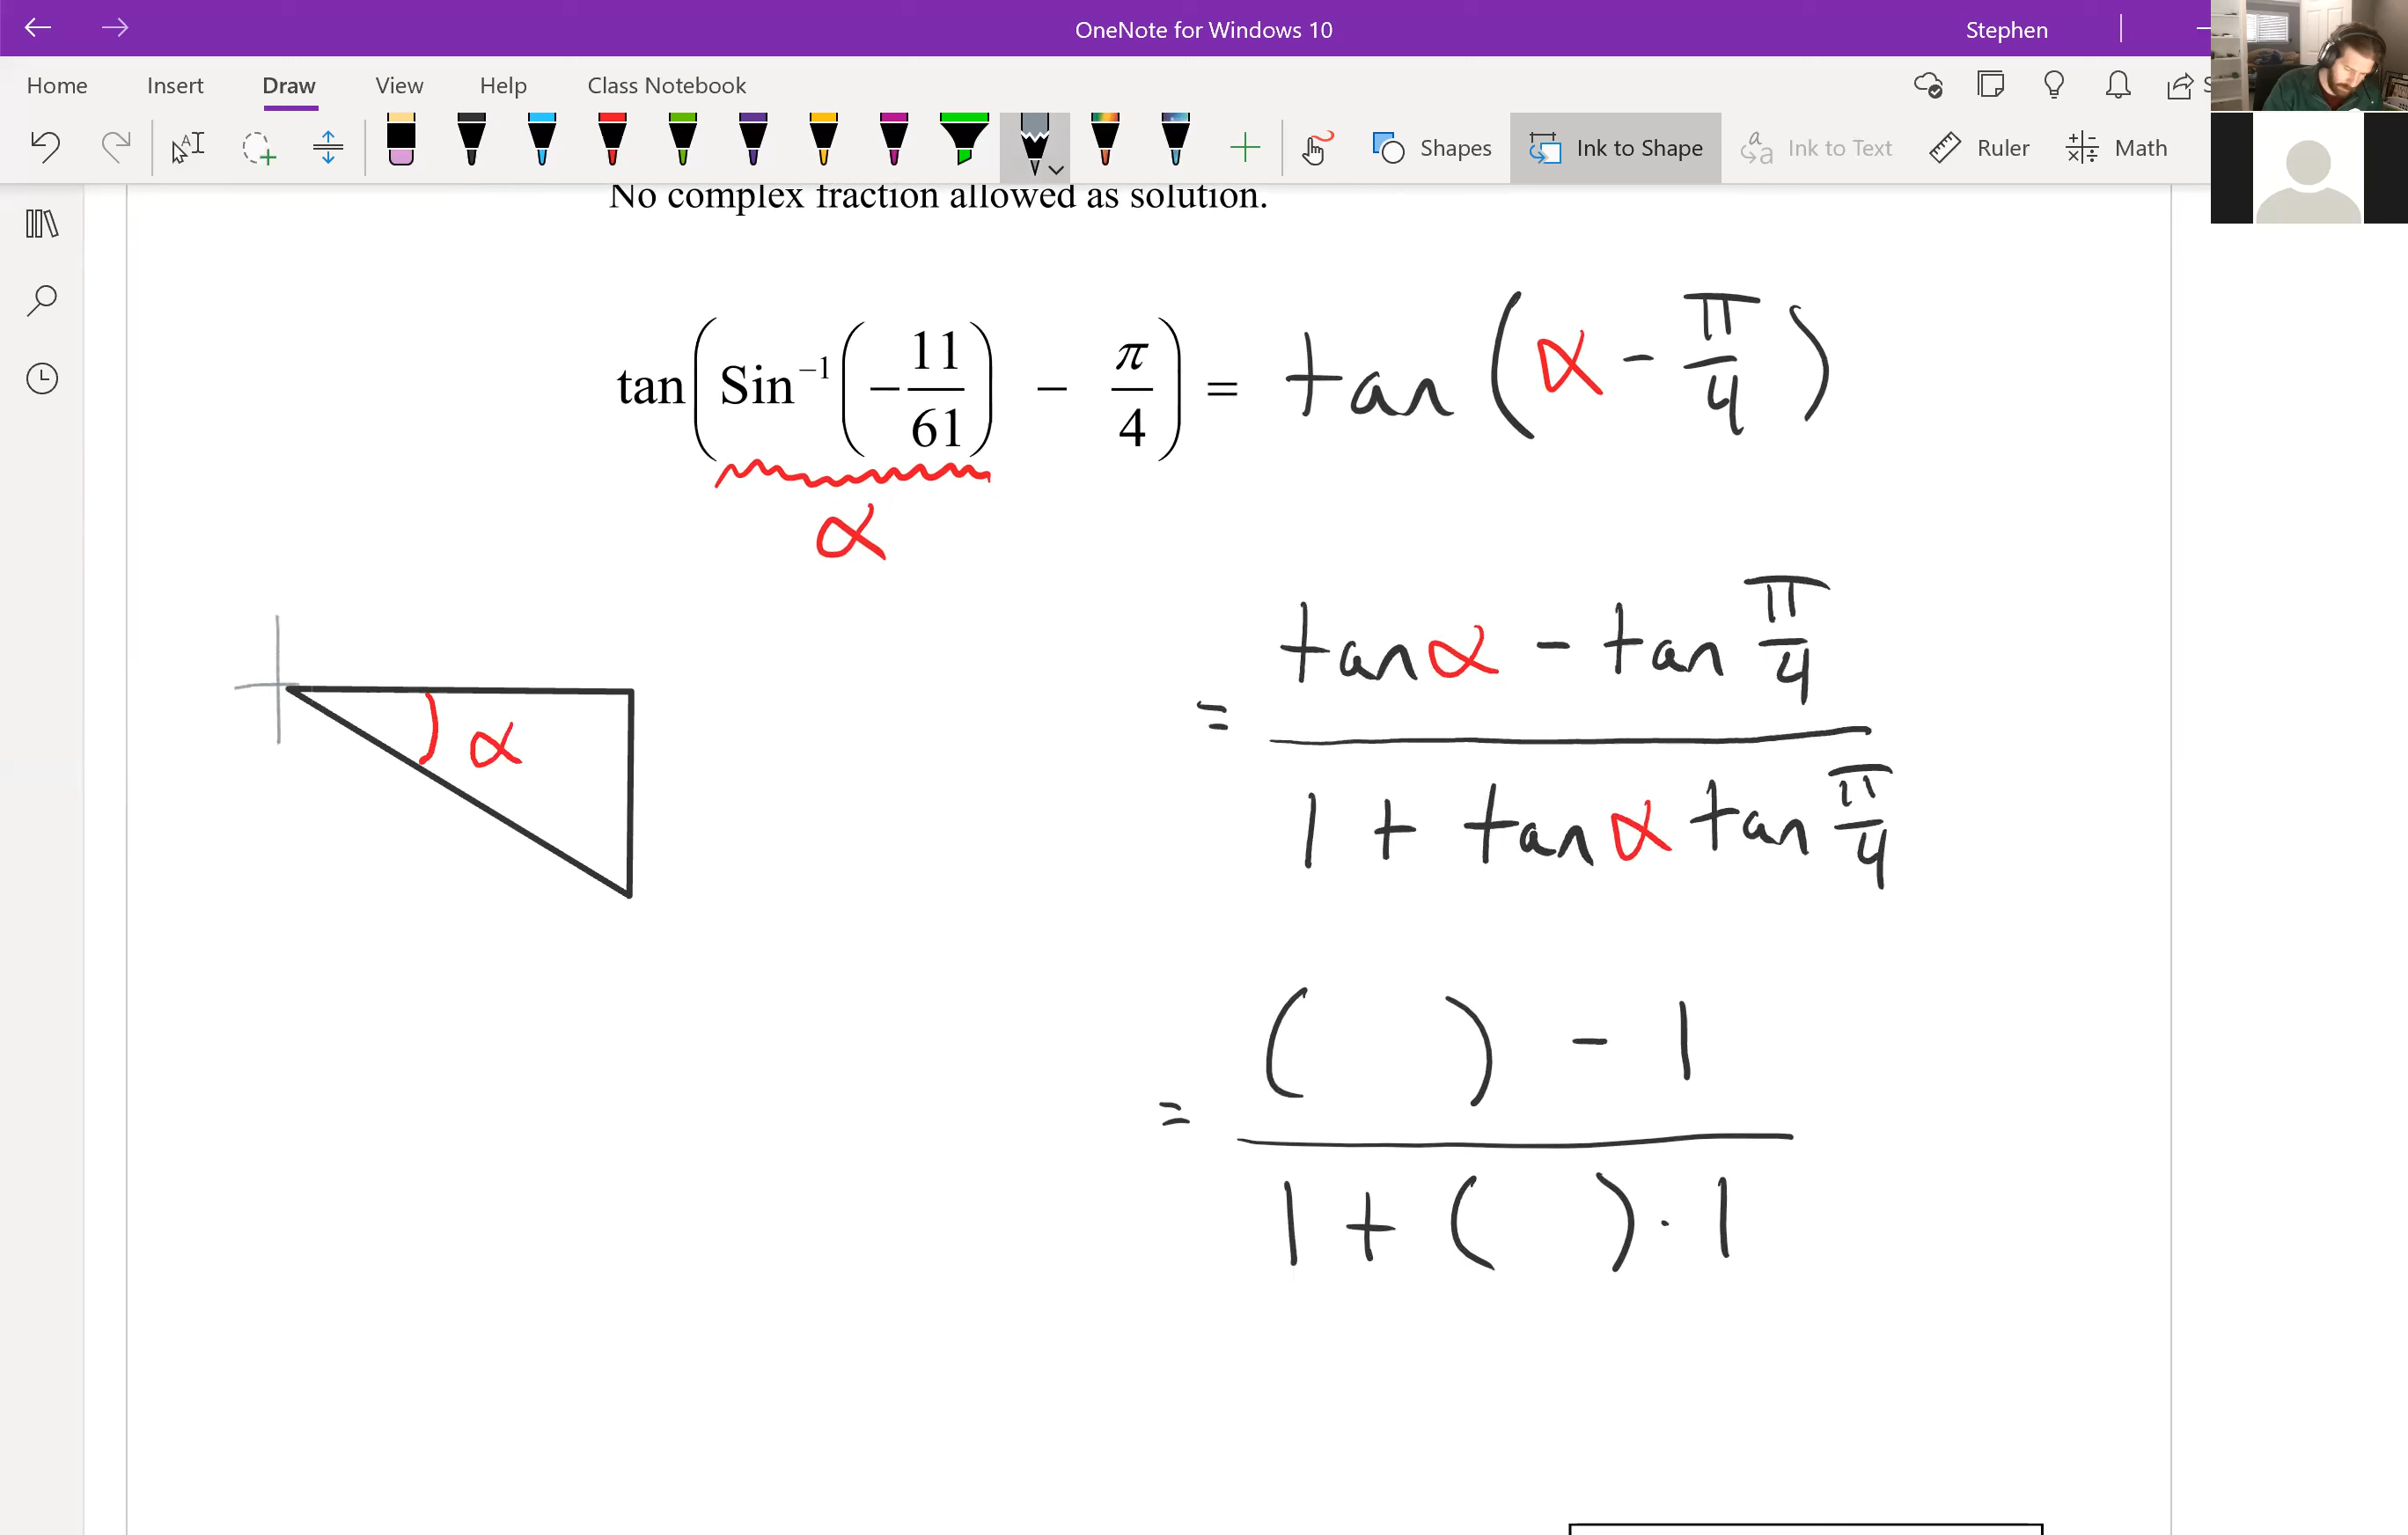 OneNote for Windows 10
Stephen
Home Insert Draw View Help Class Notebook
Shapes Ink to Shape Ink to Text Ruler Math
No complex fraction allowed as solution.
tan(Sin⁻¹(−11/61) − π/4) = tan(α − π/4)
α
= (tanα − tan π/4)/(1 + tanα tan π/4)
α
= (( ) − 1)/(1 + ( ) · 1)